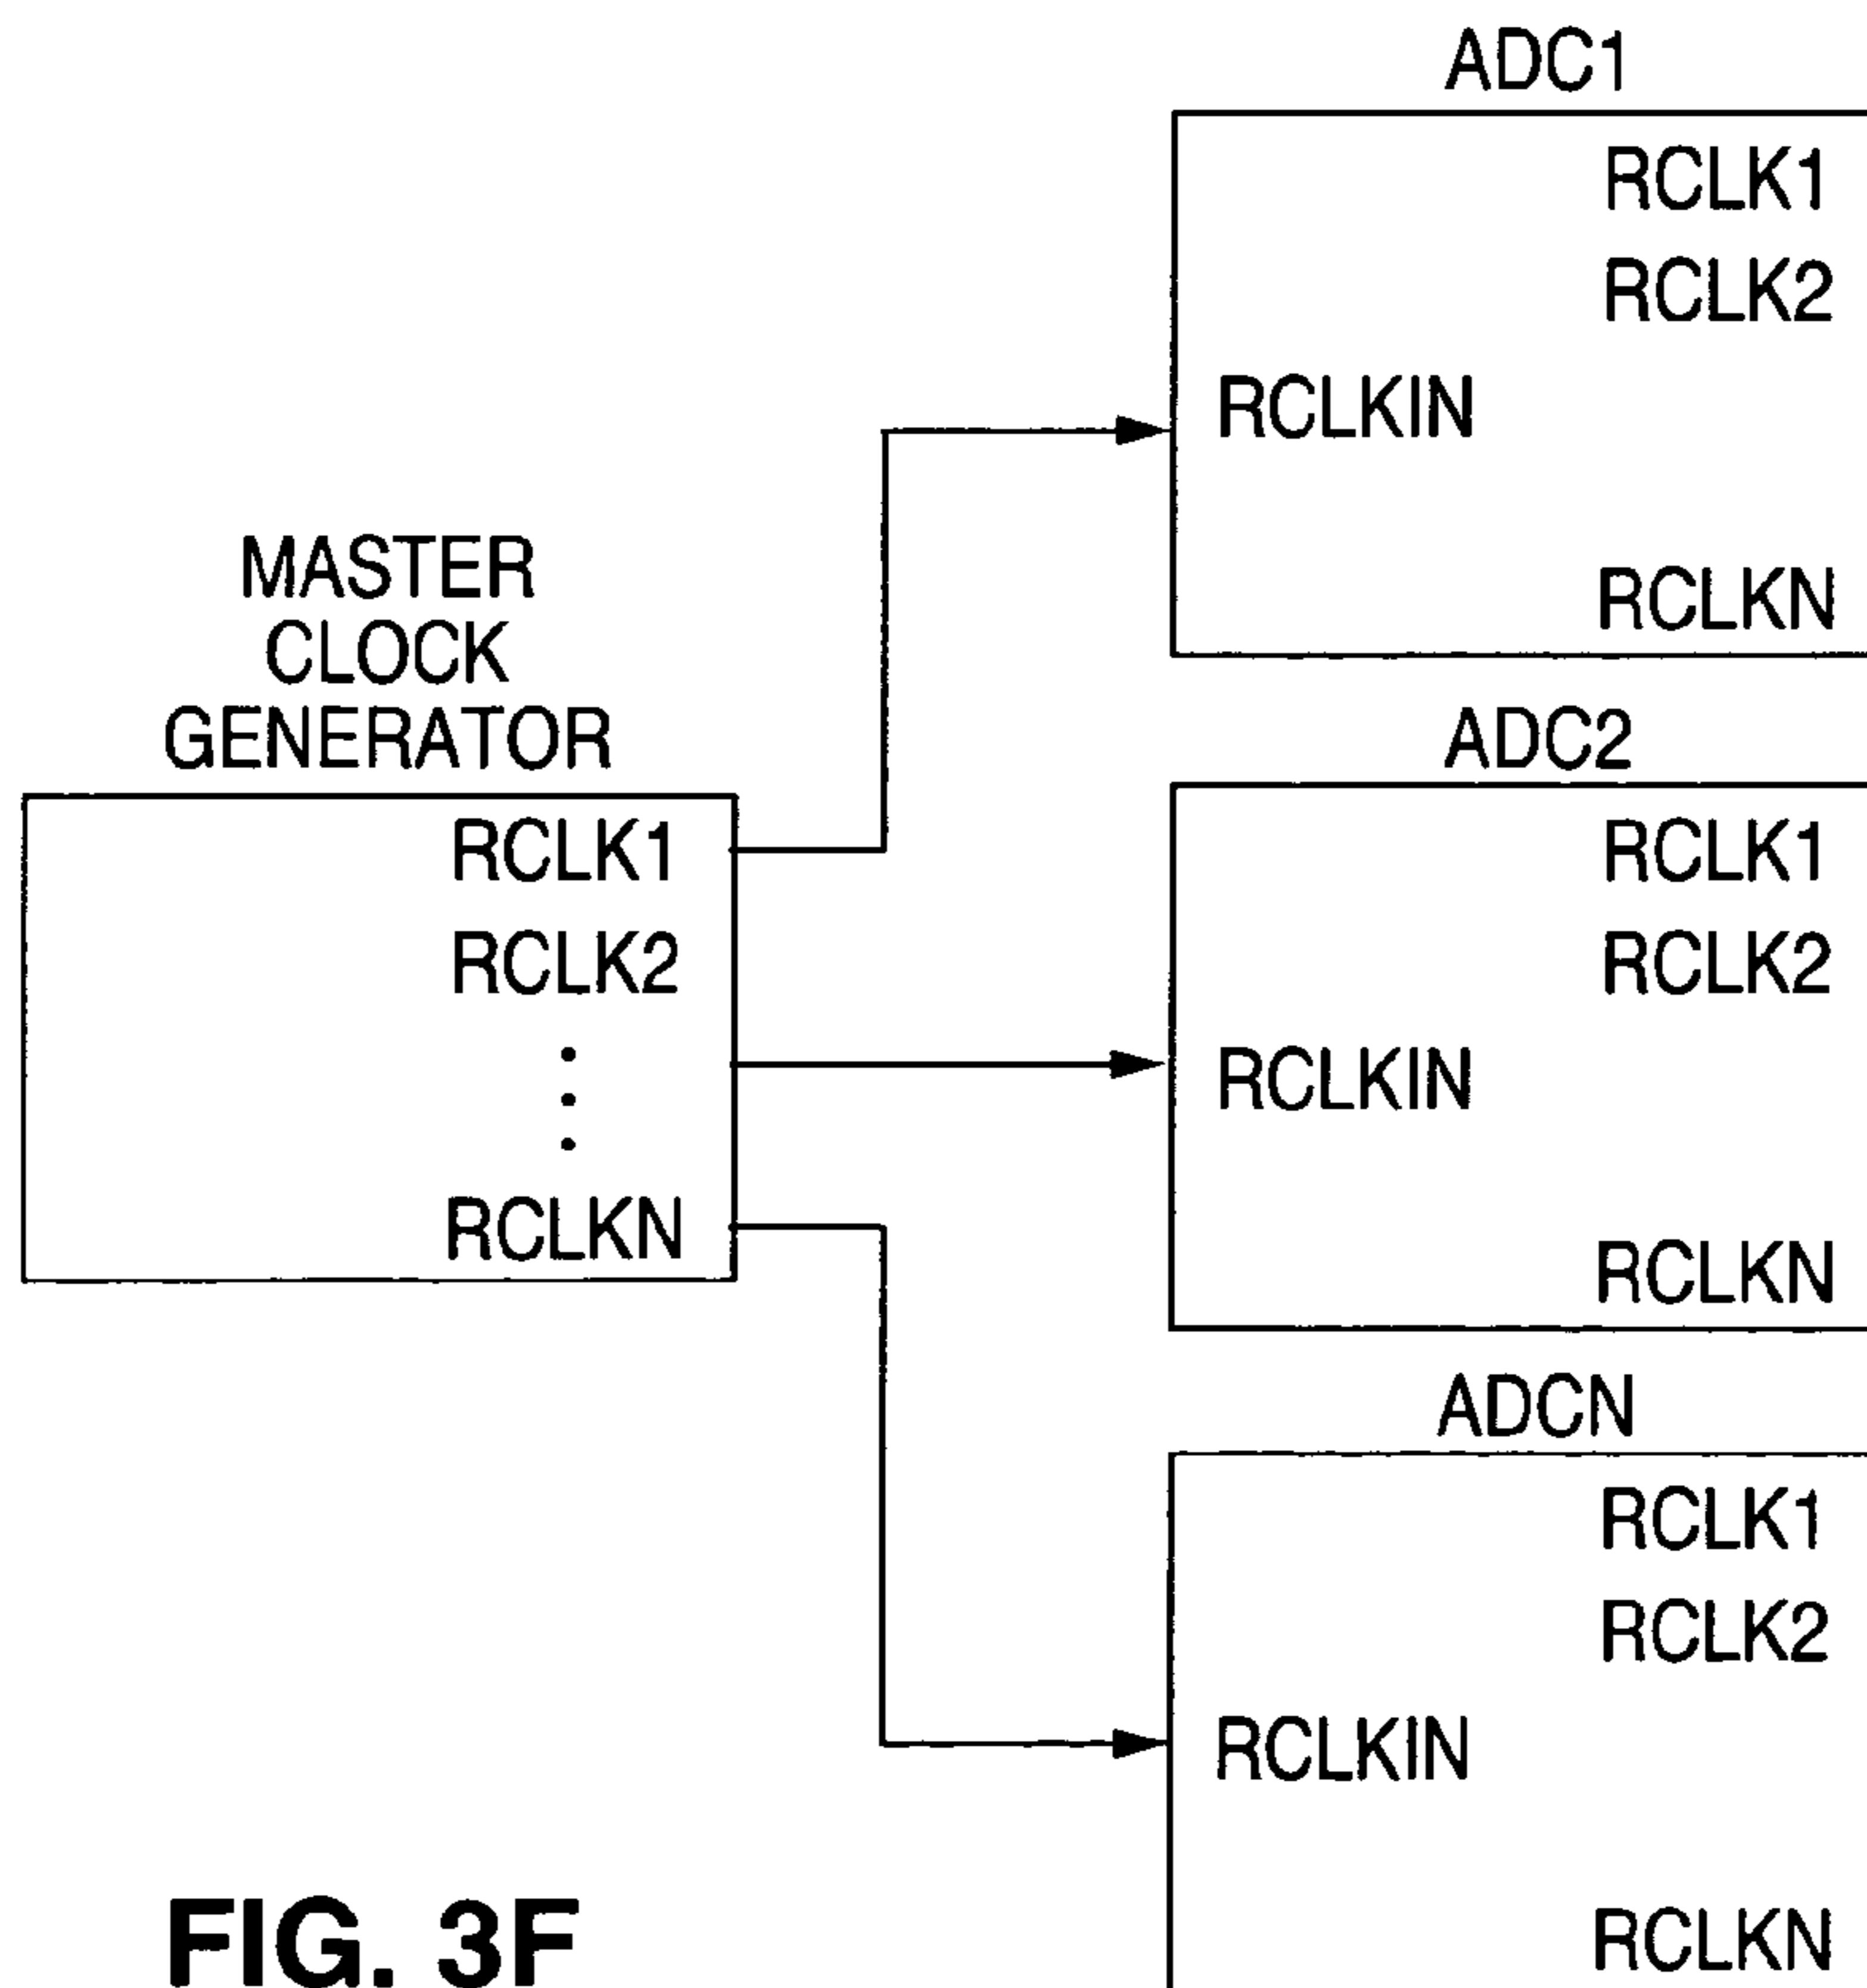 ADC1
RCLK1
RCLK2
RCLKIN
RCLKN
MASTER
CLOCK
GENERATOR
RCLK1
RCLK2
RCLKN
ADC2
RCLK1
RCLK2
RCLKIN
RCLKN
ADCN
RCLK1
RCLK2
RCLKIN
RCLKN
FIG. 3F